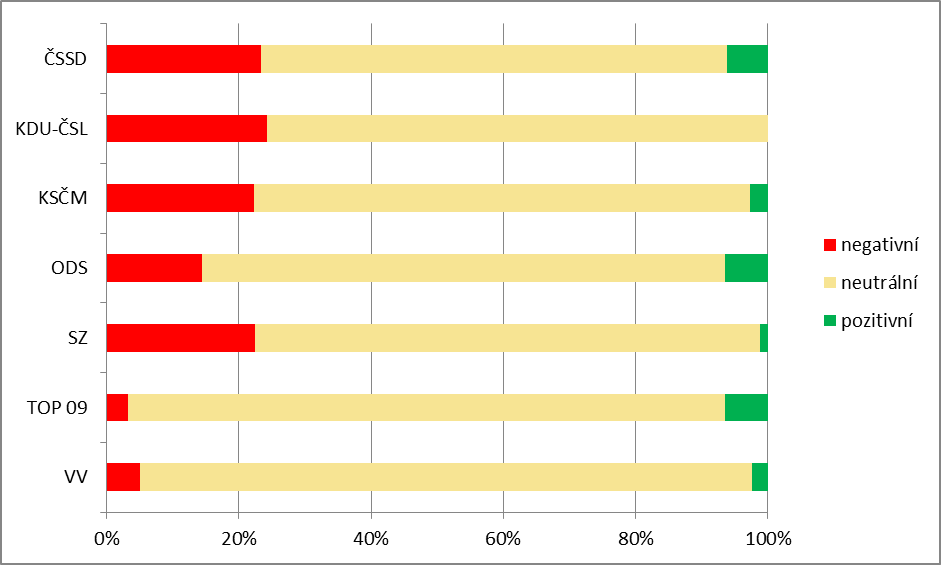 ČSSD
KDU-ČSL
KSČM
ODS
SZ
TOP 09
VV
0%
20%
40%
60%
80%
100%
negativní
neutrální
pozitivní